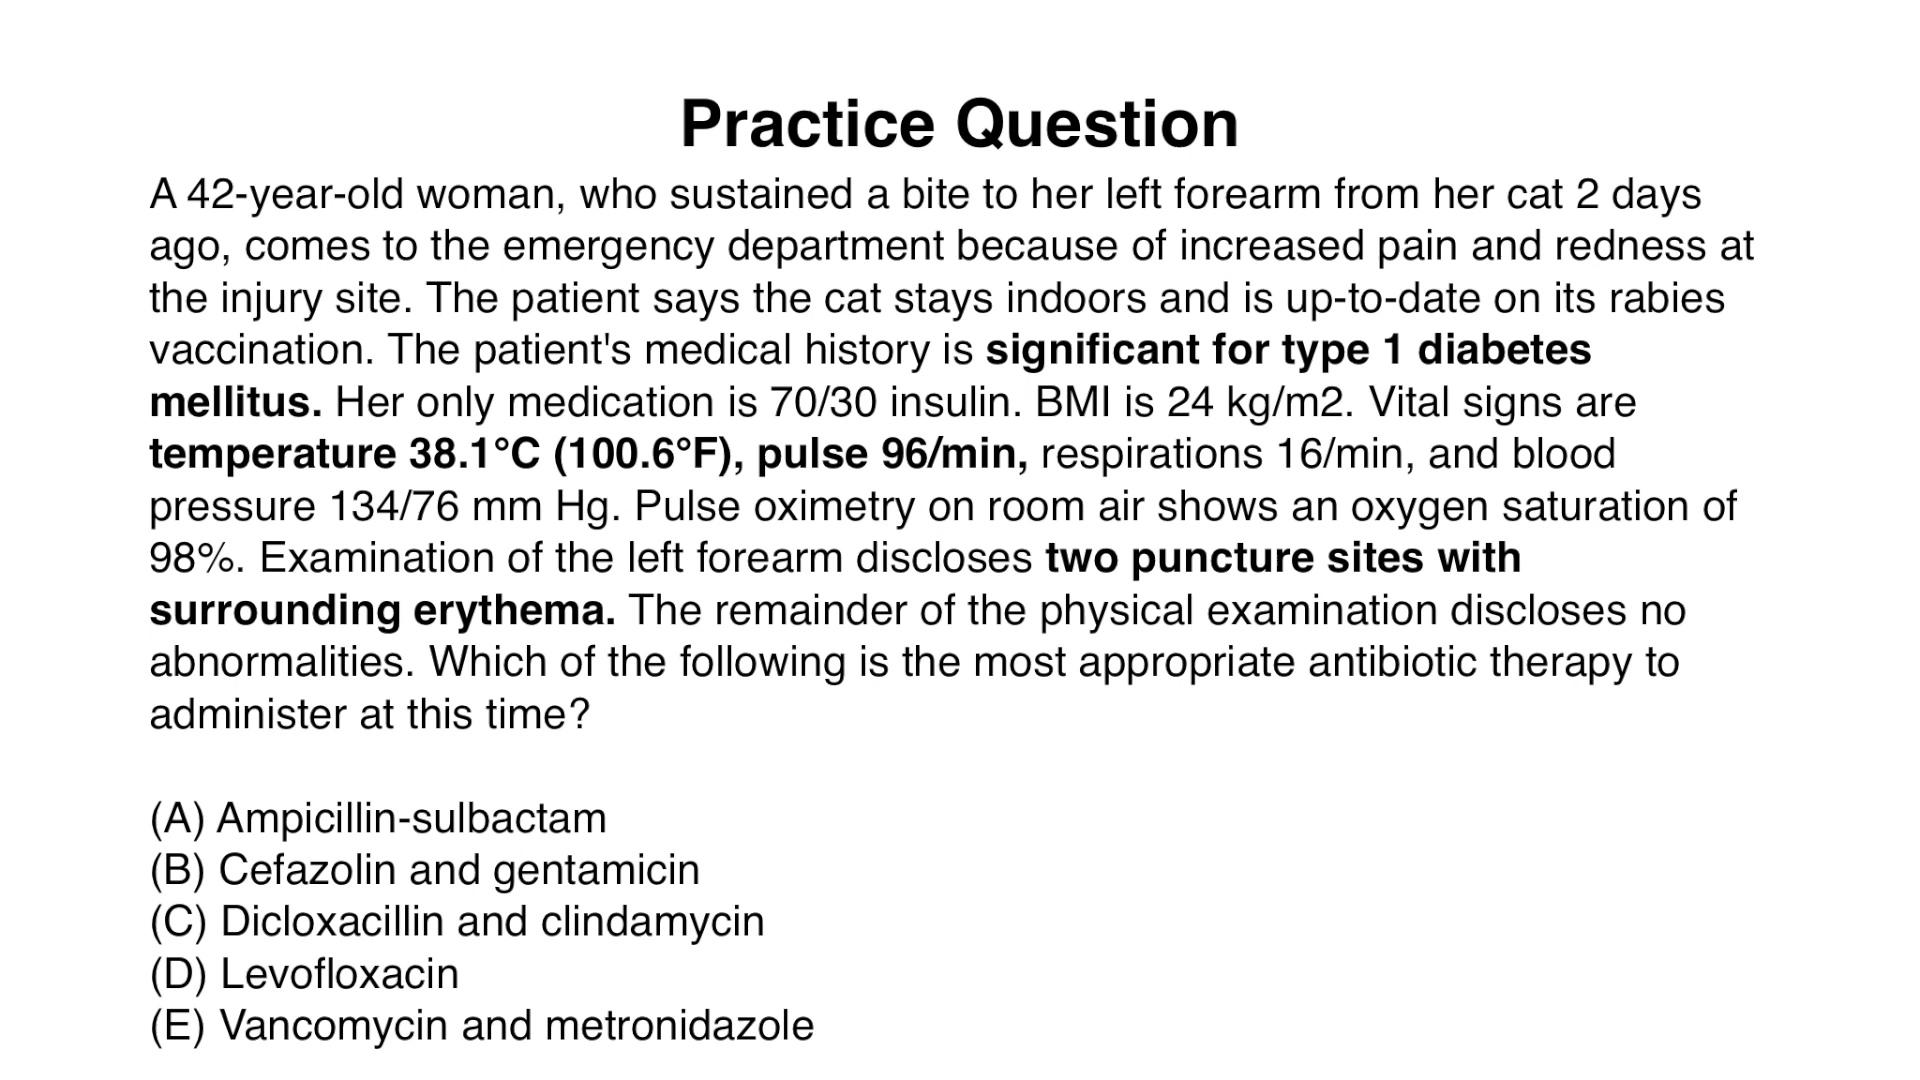 Practice Question
A 42-year-old woman, who sustained a bite to her left forearm from her cat 2 days
ago, comes to the emergency department because of increased pain and redness at
the injury site. The patient says the cat stays indoors and is up-to-date on its rabies
vaccination. The patient's medical history is significant for type 1 diabetes
mellitus. Her only medication is 70/30 insulin. BMI is 24 kg/m2. Vital signs are
temperature 38.1°C (100.6°F), pulse 96/min, respirations 16/min, and blood
pressure 134/76 mm Hg. Pulse oximetry on room air shows an oxygen saturation of
98%. Examination of the left forearm discloses two puncture sites with
surrounding erythema. The remainder of the physical examination discloses no
abnormalities. Which of the following is the most appropriate antibiotic therapy to
administer at this time?
(A) Ampicillin-sulbactam
(B) Cefazolin and gentamicin
(C) Dicloxacillin and clindamycin
(D) Levofloxacin
(E) Vancomycin and metronidazole